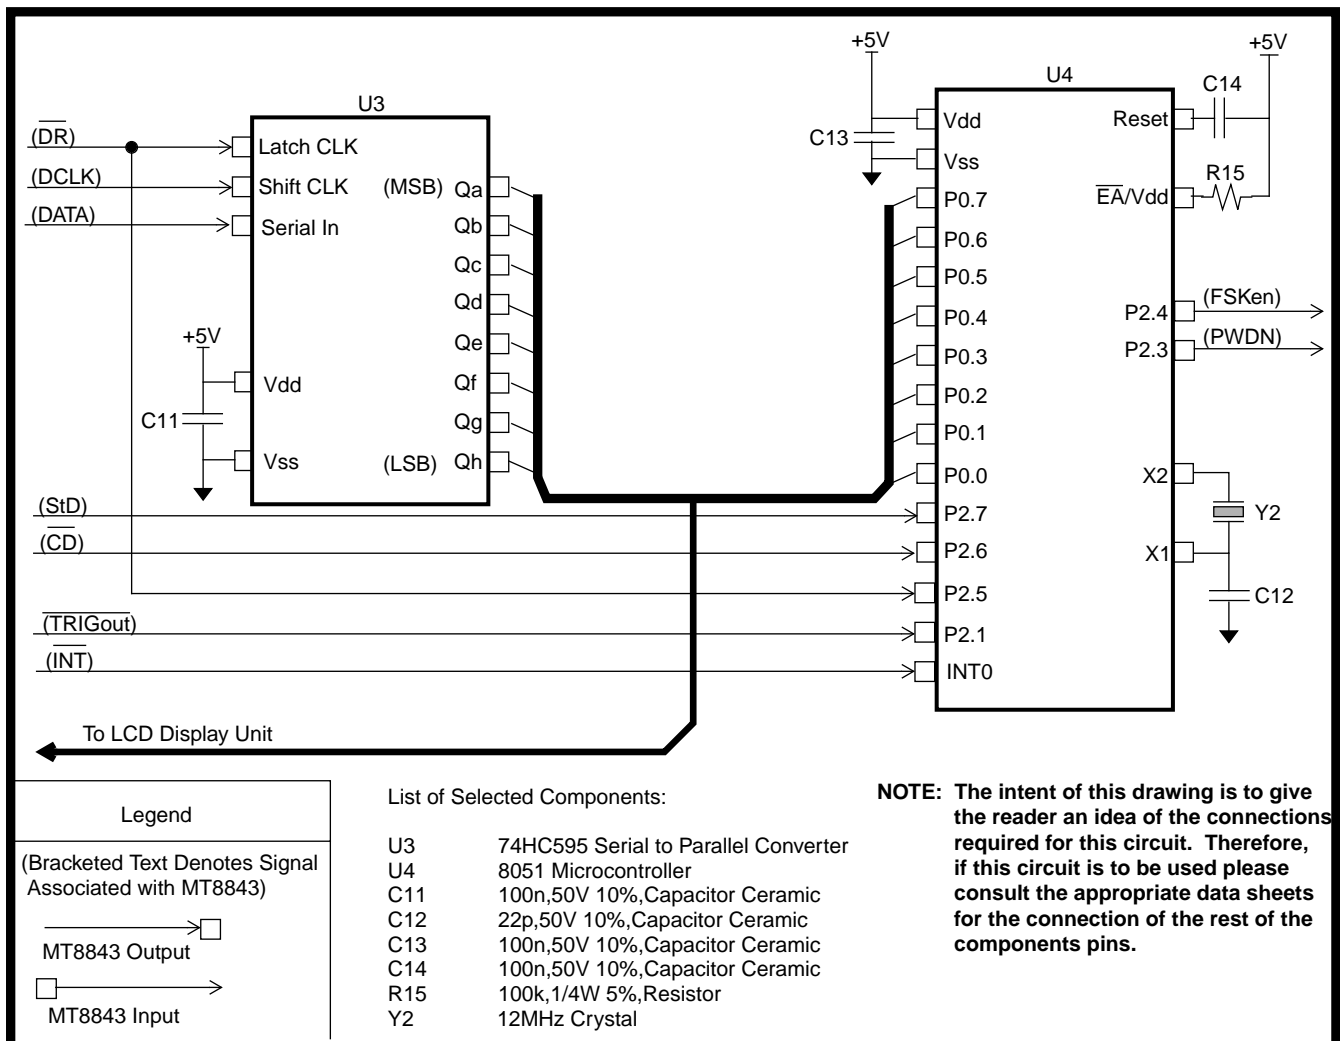 +5V
+5V
U4
U3
C14
(DR)
Latch CLK
C13
Vdd
Reset
Vss
(DCLK)
Shift CLK
(MSB) Qa
R15
P0.7
EA/Vdd
(DATA)
Serial In
Qb
P0.6
Qc
P0.5
Qd
P0.4
P2.4
(FSKen)
+5V
Qe
P0.3
P2.3
(PWDN)
Vdd
Qf
P0.2
C11
Qg
P0.1
Vss
(LSB) Qh
P0.0
X2
(StD)
P2.7
Y2
(CD)
P2.6
X1
P2.5
C12
(TRIGout)
P2.1
(INT)
INT0
To LCD Display Unit
Legend
(Bracketed Text Denotes Signal
Associated with MT8843)
MT8843 Output
MT8843 Input
List of Selected Components:
U3 74HC595 Serial to Parallel Converter
U4 8051 Microcontroller
C11 100n,50V 10%,Capacitor Ceramic
C12 22p,50V 10%,Capacitor Ceramic
C13 100n,50V 10%,Capacitor Ceramic
C14 100n,50V 10%,Capacitor Ceramic
R15 100k,1/4W 5%,Resistor
Y2 12MHz Crystal
NOTE: The intent of this drawing is to give
the reader an idea of the connections
required for this circuit. Therefore,
if this circuit is to be used please
consult the appropriate data sheets
for the connection of the rest of the
components pins.